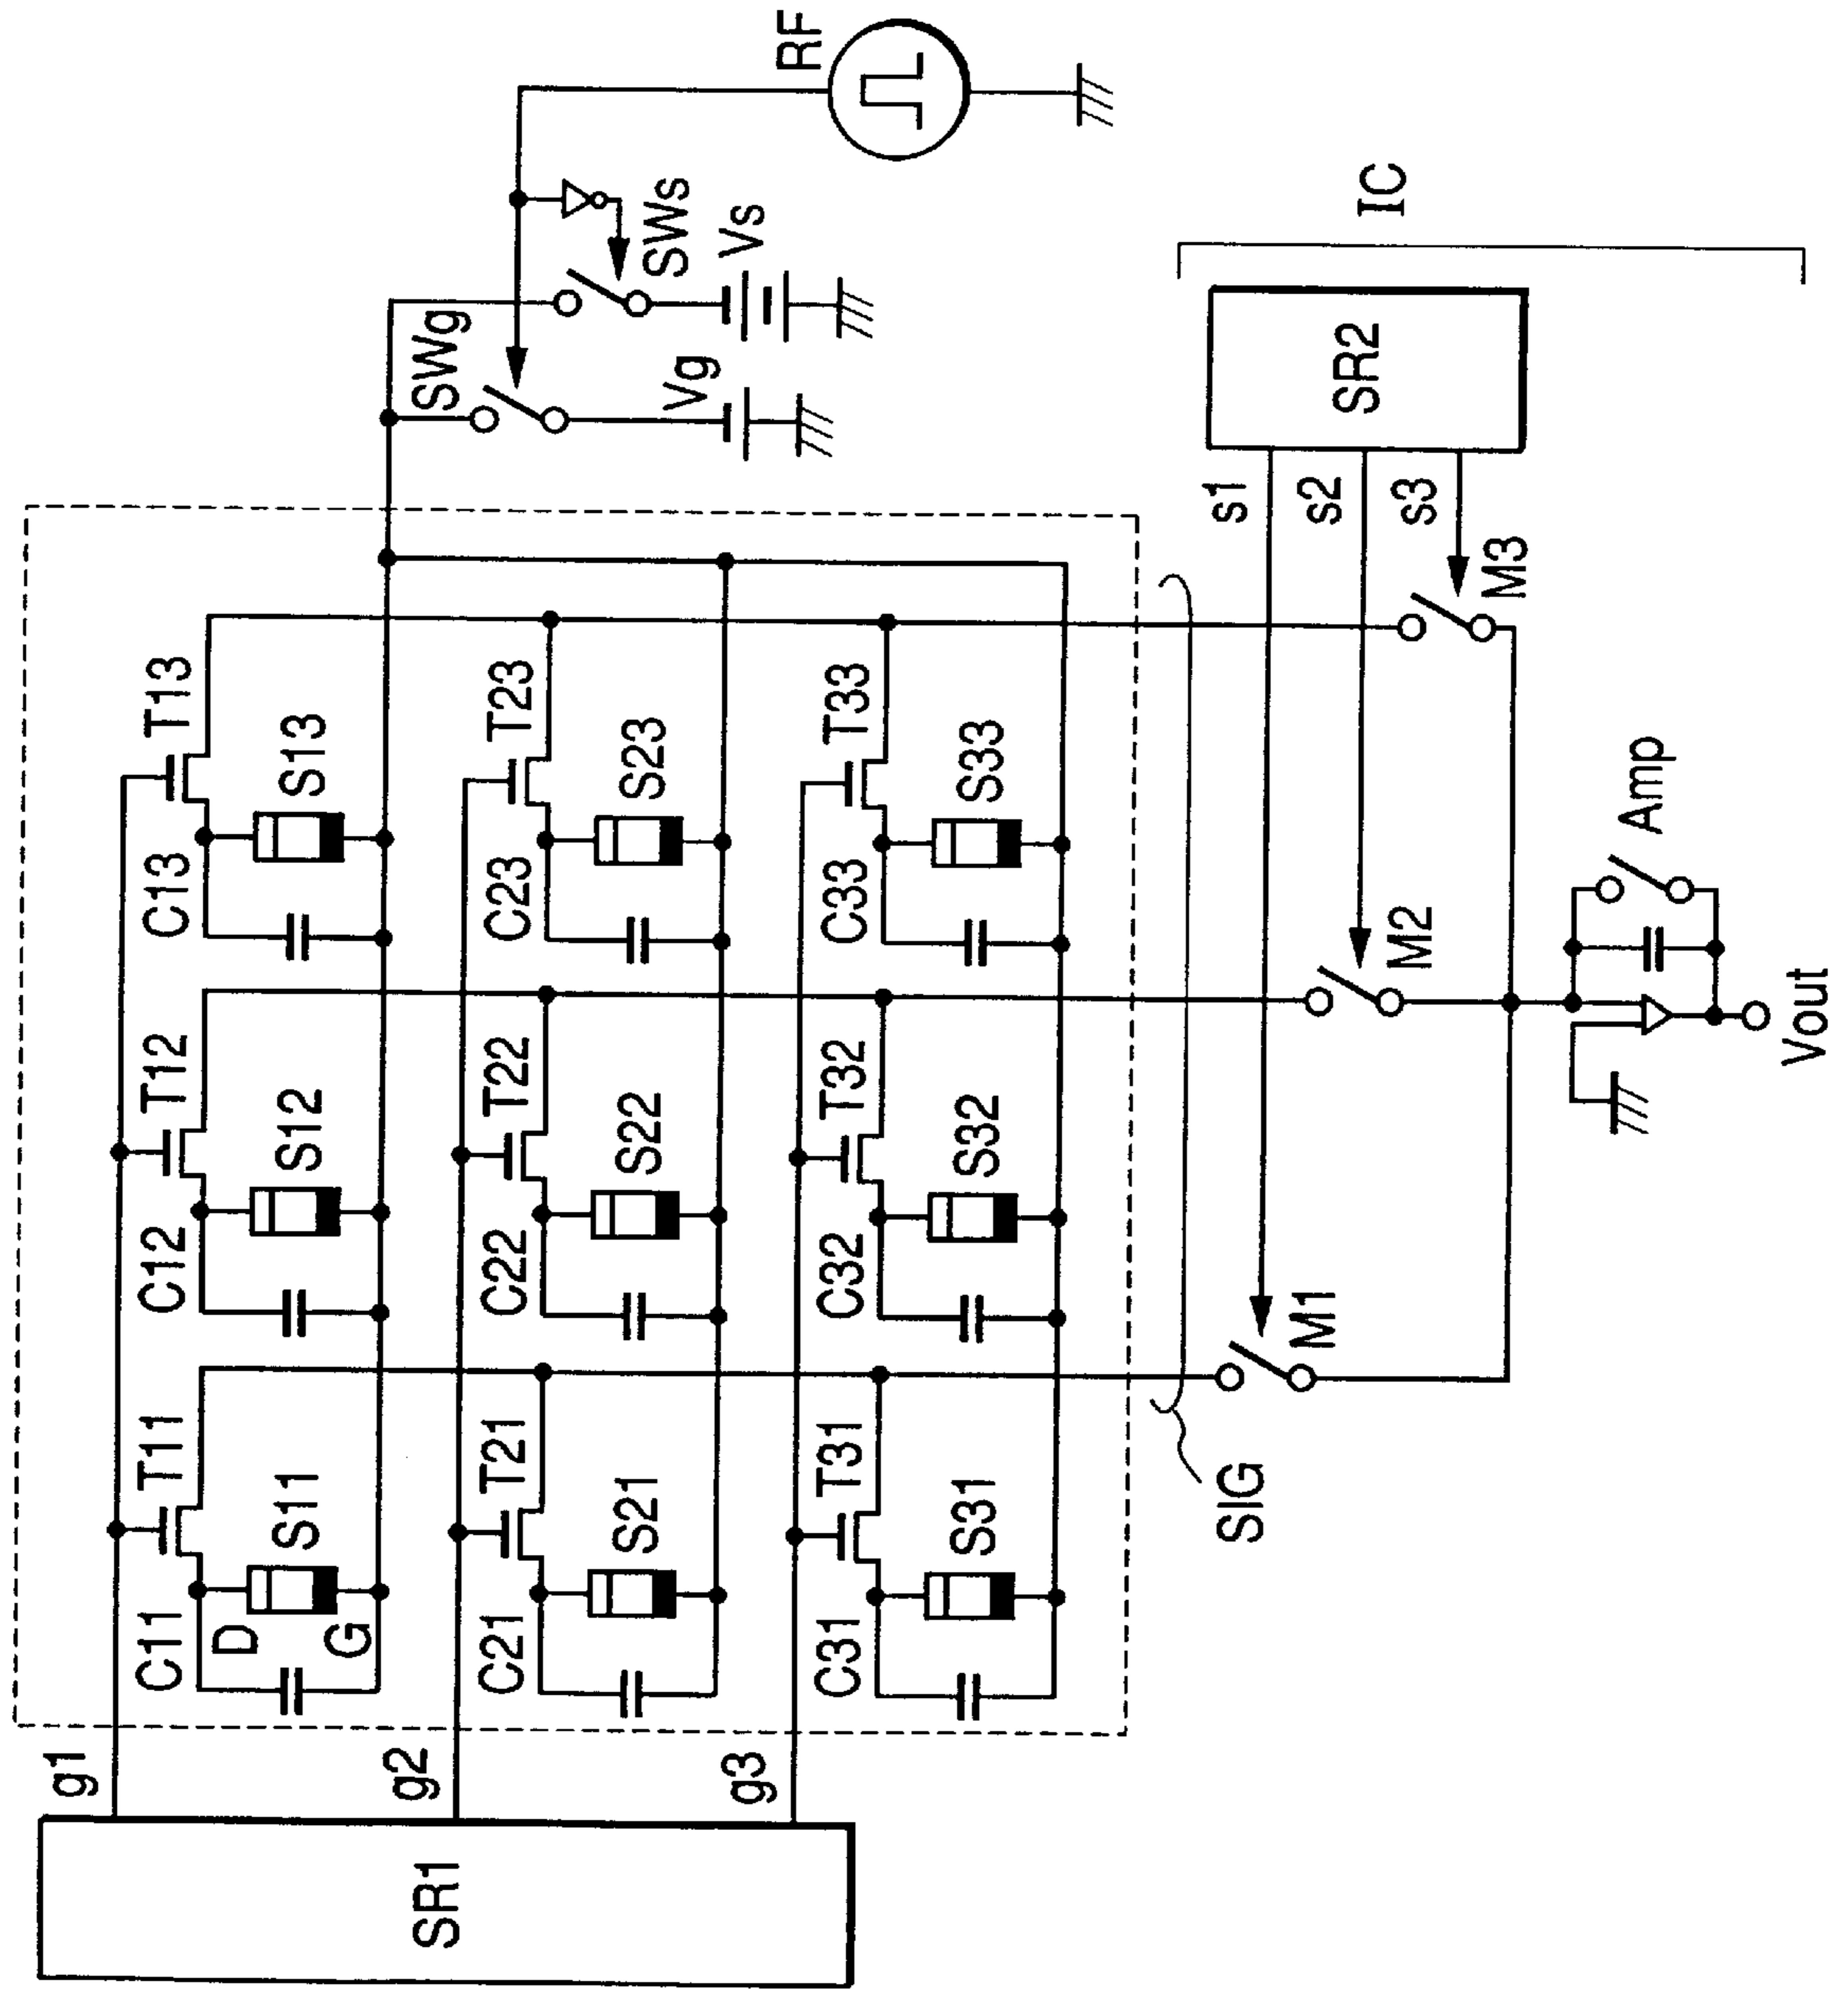 SR1
g1
g2
g3
C11
T11
D
S11
G
C12
T12
S12
C13
T13
S13
C21
T21
S21
C22
T22
S22
C23
T23
S23
C31
T31
S31
C32
T32
S32
C33
T33
S33
SWg
Vg
SWs
Vs
RF
SIG
M1
M2
M3
s1
s2
s3
SR2
IC
Amp
Vout